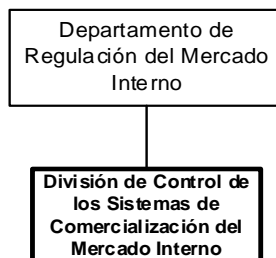 Departamento de
Regulación del Mercado
Interno
División de Control de
los Sistemas de
Comercialización del
Mercado Interno